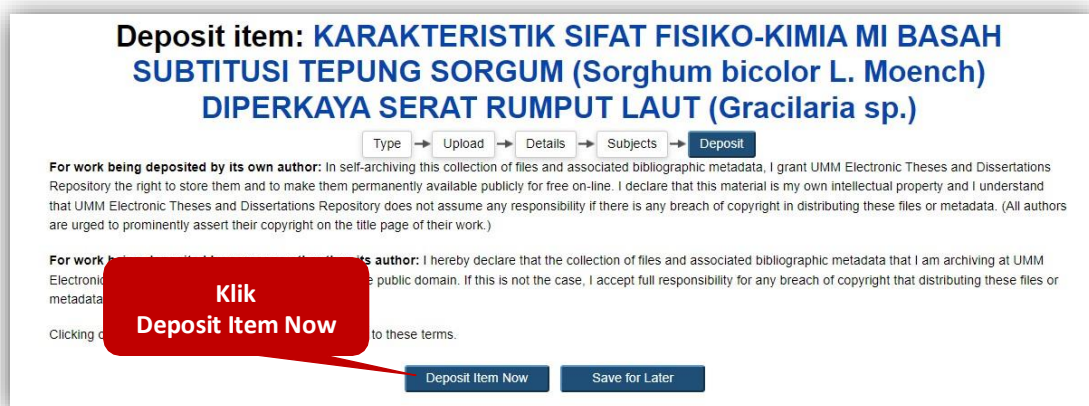 Deposit item: KARAKTERISTIK SIFAT FISIKO-KIMIA MI BASAH
SUBTITUSI TEPUNG SORGUM (Sorghum bicolor L. Moench)
DIPERKAYA SERAT RUMPUT LAUT (Gracilaria sp.)
Type Upload Details Subjects Deposit
For work being deposited by its own author: In self-archiving this collection of files and associated bibliographic metadata, I grant UMM Electronic Theses and Dissertations
Repository the right to store them and to make them permanently available publicly for free on-line. I declare that this material is my own intellectual property and I understand
that UMM Electronic Theses and Dissertations Repository does not assume any responsibility if there is any breach of copyright in distributing these files or metadata. (All authors
are urged to prominently assert their copyright on the title page of their work.)
For work its author: I hereby declare that the collection of files and associated bibliographic metadata that I am archiving at UMM
Electronic public domain. If this is not the case, I accept full responsibility for any breach of copyright that distributing these files or
metadata
Clicking to these terms.
Klik
Deposit Item Now
Deposit Item Now Save for Later